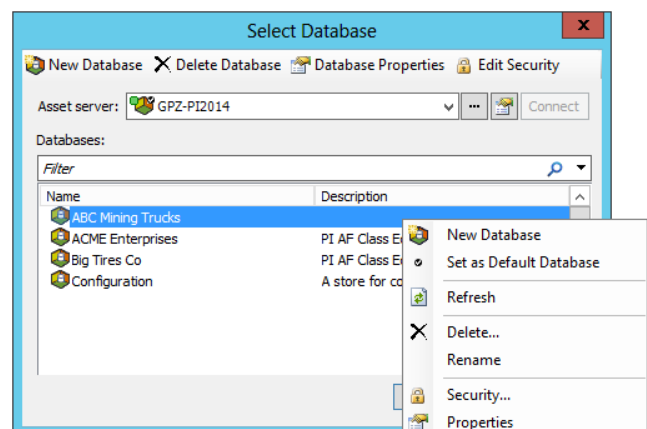 Select Database
x
New Database Delete Database Database Properties Edit Security
Asset server: GPZ-PI2014 ... Connect
Databases:
Filter
Name Description
ABC Mining Trucks
ACME Enterprises PI AF Class
Big Tires Co PI AF Class
Configuration A store for
New Database
Set as Default Database
Refresh
Delete...
Rename
Security...
Properties